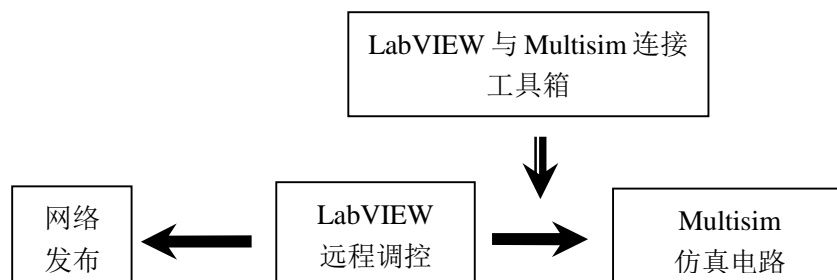 LabVIEW 与 Multisim 连接
工具箱
网络
发布
LabVIEW
远程调控
Multisim
仿真电路